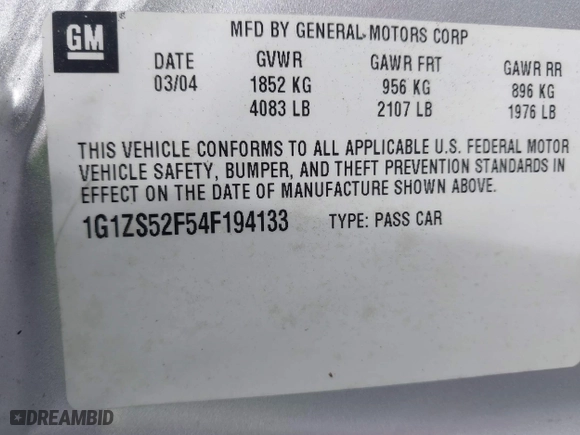 GM
MFD BY GENERAL MOTORS CORP
DATE GVWR GAWR FRT GAWR RR
03/04 1852 KG 956 KG 896 KG
4083 LB 2107 LB 1976 LB
THIS VEHICLE CONFORMS TO ALL APPLICABLE U.S. FEDERAL MOTOR
VEHICLE SAFETY, BUMPER, AND THEFT PREVENTION STANDARDS IN
EFFECT ON THE DATE OF MANUFACTURE SHOWN ABOVE.
1G1ZS52F54F194133 TYPE: PASS CAR
DREAMBID